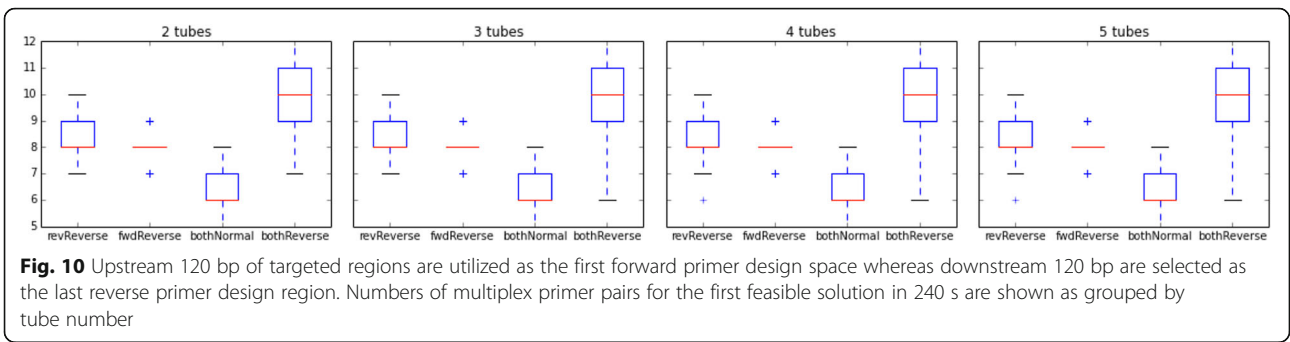 2 tubes 3 tubes 4 tubes 5 tubes
12
11
10
9
8
7
6
5
revReverse fwdReverse bothNormal bothReverse revReverse fwdReverse bothNormal bothReverse revReverse fwdReverse bothNormal bothReverse revReverse fwdReverse bothNormal bothReverse
Fig. 10 Upstream 120 bp of targeted regions are utilized as the first forward primer design space whereas downstream 120 bp are selected as
the last reverse primer design region. Numbers of multiplex primer pairs for the first feasible solution in 240 s are shown as grouped by
tube number